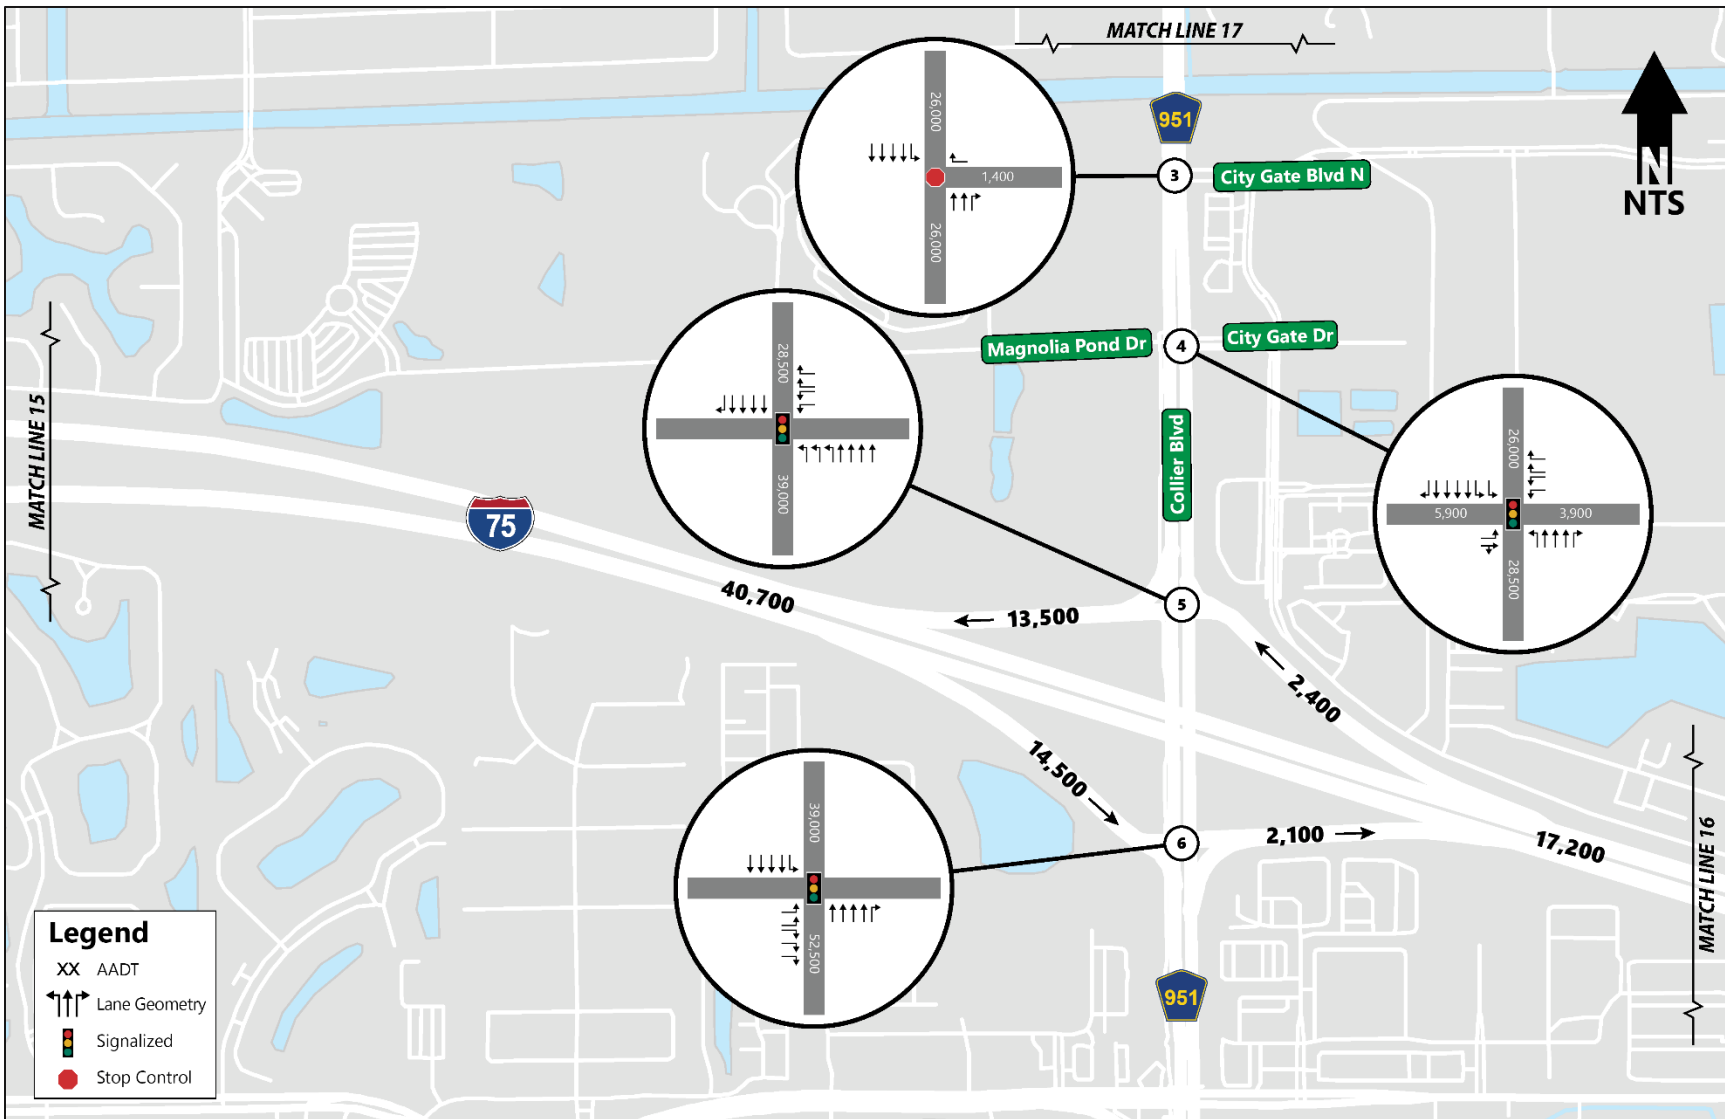 MATCH LINE 17
951
N
NTS
26,000
1,400
26,000
3
City Gate Blvd N
Magnolia Pond Dr
4
City Gate Dr
28,500
39,000
MATCH LINE 15
Collier Blvd
26,000
5,900
3,900
28,500
75
40,700
13,500
5
2,400
14,500
39,000
52,500
6
2,100
17,200
MATCH LINE 16
951
Legend
XX AADT
Lane Geometry
Signalized
Stop Control